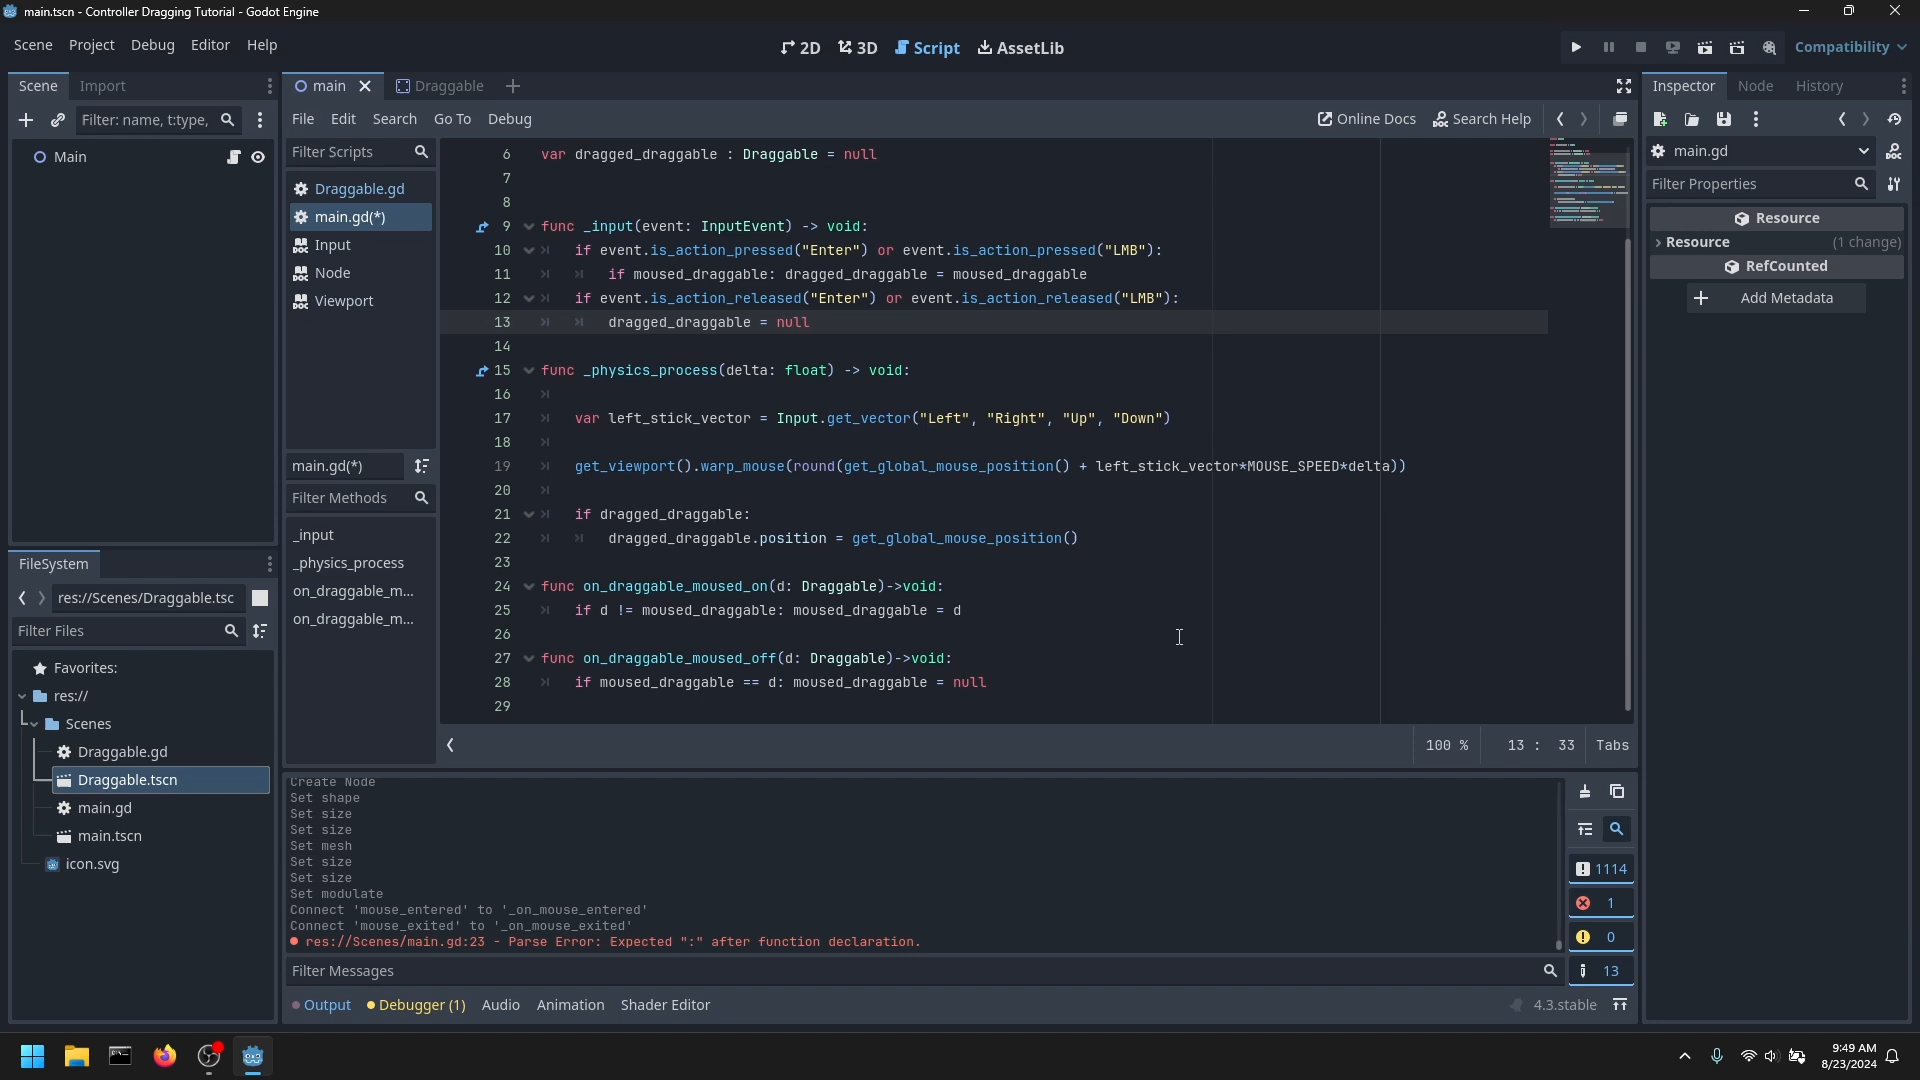 main.tscn - Controller Dragging Tutorial - Godot Engine
Scene Project Debug Editor Help
2D 3D Script AssetLib
Compatibility
Scene Import
main Draggable
Inspector Node History
Filter: name, t:type,
File Edit Search Go To Debug
Online Docs Search Help
Main
Filter Scripts
Draggable.gd
main.gd(*)
Input
Node
Viewport
main.gd(*)
Filter Methods
_input
_physics_process
on_draggable_m...
on_draggable_m...
6 var dragged_draggable : Draggable = null
7
8
9 func _input(event: InputEvent) -> void:
10 if event.is_action_pressed("Enter") or event.is_action_pressed("LMB"):
11 if moused_draggable: dragged_draggable = moused_draggable
12 if event.is_action_released("Enter") or event.is_action_released("LMB"):
13 dragged_draggable = null
14
15 func _physics_process(delta: float) -> void:
16
17 var left_stick_vector = Input.get_vector("Left", "Right", "Up", "Down")
18
19 get_viewport().warp_mouse(round(get_global_mouse_position() + left_stick_vector*MOUSE_SPEED*delta))
20
21 if dragged_draggable:
22 dragged_draggable.position = get_global_mouse_position()
23
24 func on_draggable_moused_on(d: Draggable)->void:
25 if d != moused_draggable: moused_draggable = d
26
27 func on_draggable_moused_off(d: Draggable)->void:
28 if moused_draggable == d: moused_draggable = null
29
100 % 13 : 33 Tabs
main.gd
Filter Properties
Resource
Resource (1 change)
RefCounted
Add Metadata
FileSystem
res://Scenes/Draggable.tsc
Filter Files
Favorites:
res://
Scenes
Draggable.gd
Draggable.tscn
main.gd
main.tscn
icon.svg
Create Node
Set shape
Set size
Set size
Set mesh
Set size
Set size
Set modulate
Connect 'mouse_entered' to '_on_mouse_entered'
Connect 'mouse_exited' to '_on_mouse_exited'
res://Scenes/main.gd:23 - Parse Error: Expected ":" after function declaration.
1114
1
0
13
Filter Messages
Output Debugger (1) Audio Animation Shader Editor
4.3.stable
9:49 AM
8/23/2024